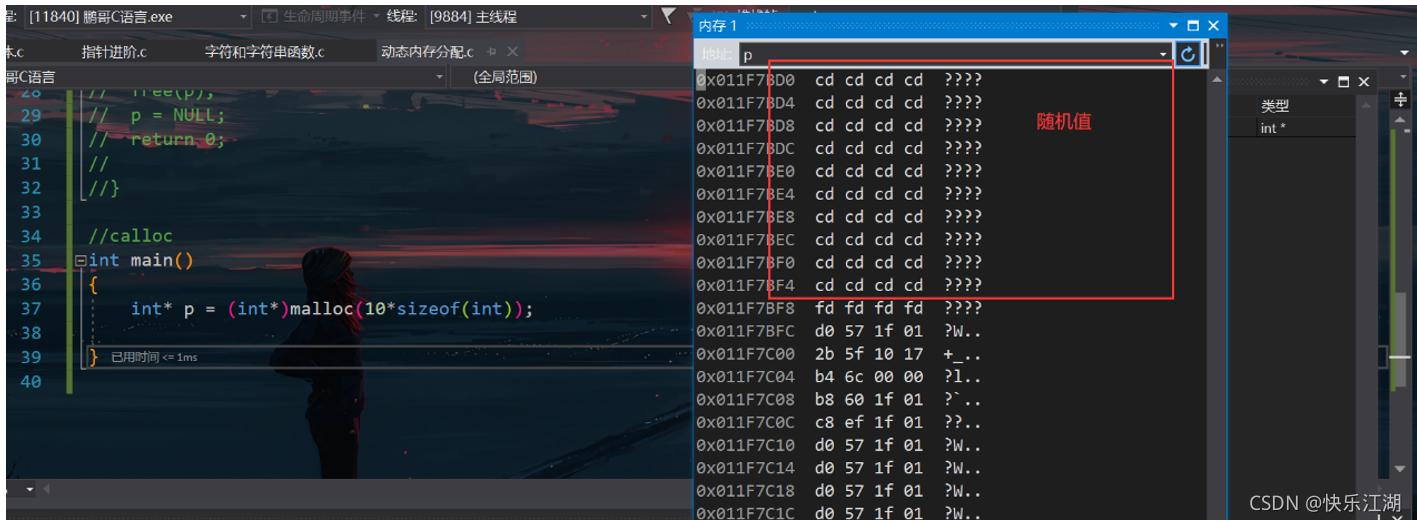 程: [11840] 鹏哥C语言.exe 生命周期事件 线程: [9884] 主线程
本.c 指针进阶.c 字符和字符串函数.c 动态内存分配.c
哥C语言 (全局范围)
28 // free(p);
29 // p = NULL;
30 // return 0;
31 //
32 //}
33
34 //calloc
35 int main()
36 {
37 int* p = (int*)malloc(10*sizeof(int));
38
39 } 已用时间 <= 1ms
40
内存 1
地址: p
0x011F7BD0 cd cd cd cd ????
0x011F7BD4 cd cd cd cd ????
0x011F7BD8 cd cd cd cd ????
0x011F7BDC cd cd cd cd ????
0x011F7BE0 cd cd cd cd ????
0x011F7BE4 cd cd cd cd ????
0x011F7BE8 cd cd cd cd ????
0x011F7BEC cd cd cd cd ????
0x011F7BF0 cd cd cd cd ????
0x011F7BF4 cd cd cd cd ????
0x011F7BF8 fd fd fd fd ????
0x011F7BFC d0 57 1f 01 ?W..
0x011F7C00 2b 5f 10 17 +_..
0x011F7C04 b4 6c 00 00 ?l..
0x011F7C08 b8 60 1f 01 ?`..
0x011F7C0C c8 ef 1f 01 ??..
0x011F7C10 d0 57 1f 01 ?W..
0x011F7C14 d0 57 1f 01 ?W..
0x011F7C18 d0 57 1f 01 ?W..
0x011F7C1C d0 57 1f 01 ?W..
随机值
类型
int *
CSDN @快乐江湖